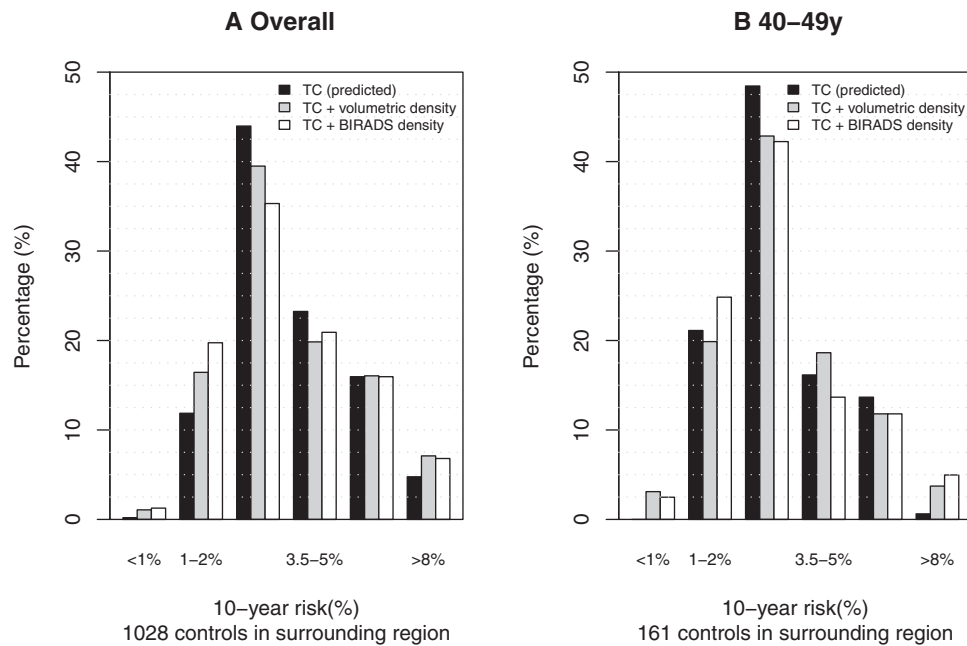 A Overall
50
40
30
20
10
0
Percentage (%)
TC (predicted)
TC + volumetric density
TC + BIRADS density
<1% 1–2% 3.5–5% >8%
10−year risk(%)
1028 controls in surrounding region
B 40−49y
50
40
30
20
10
0
Percentage (%)
TC (predicted)
TC + volumetric density
TC + BIRADS density
<1% 1–2% 3.5–5% >8%
10−year risk(%)
161 controls in surrounding region